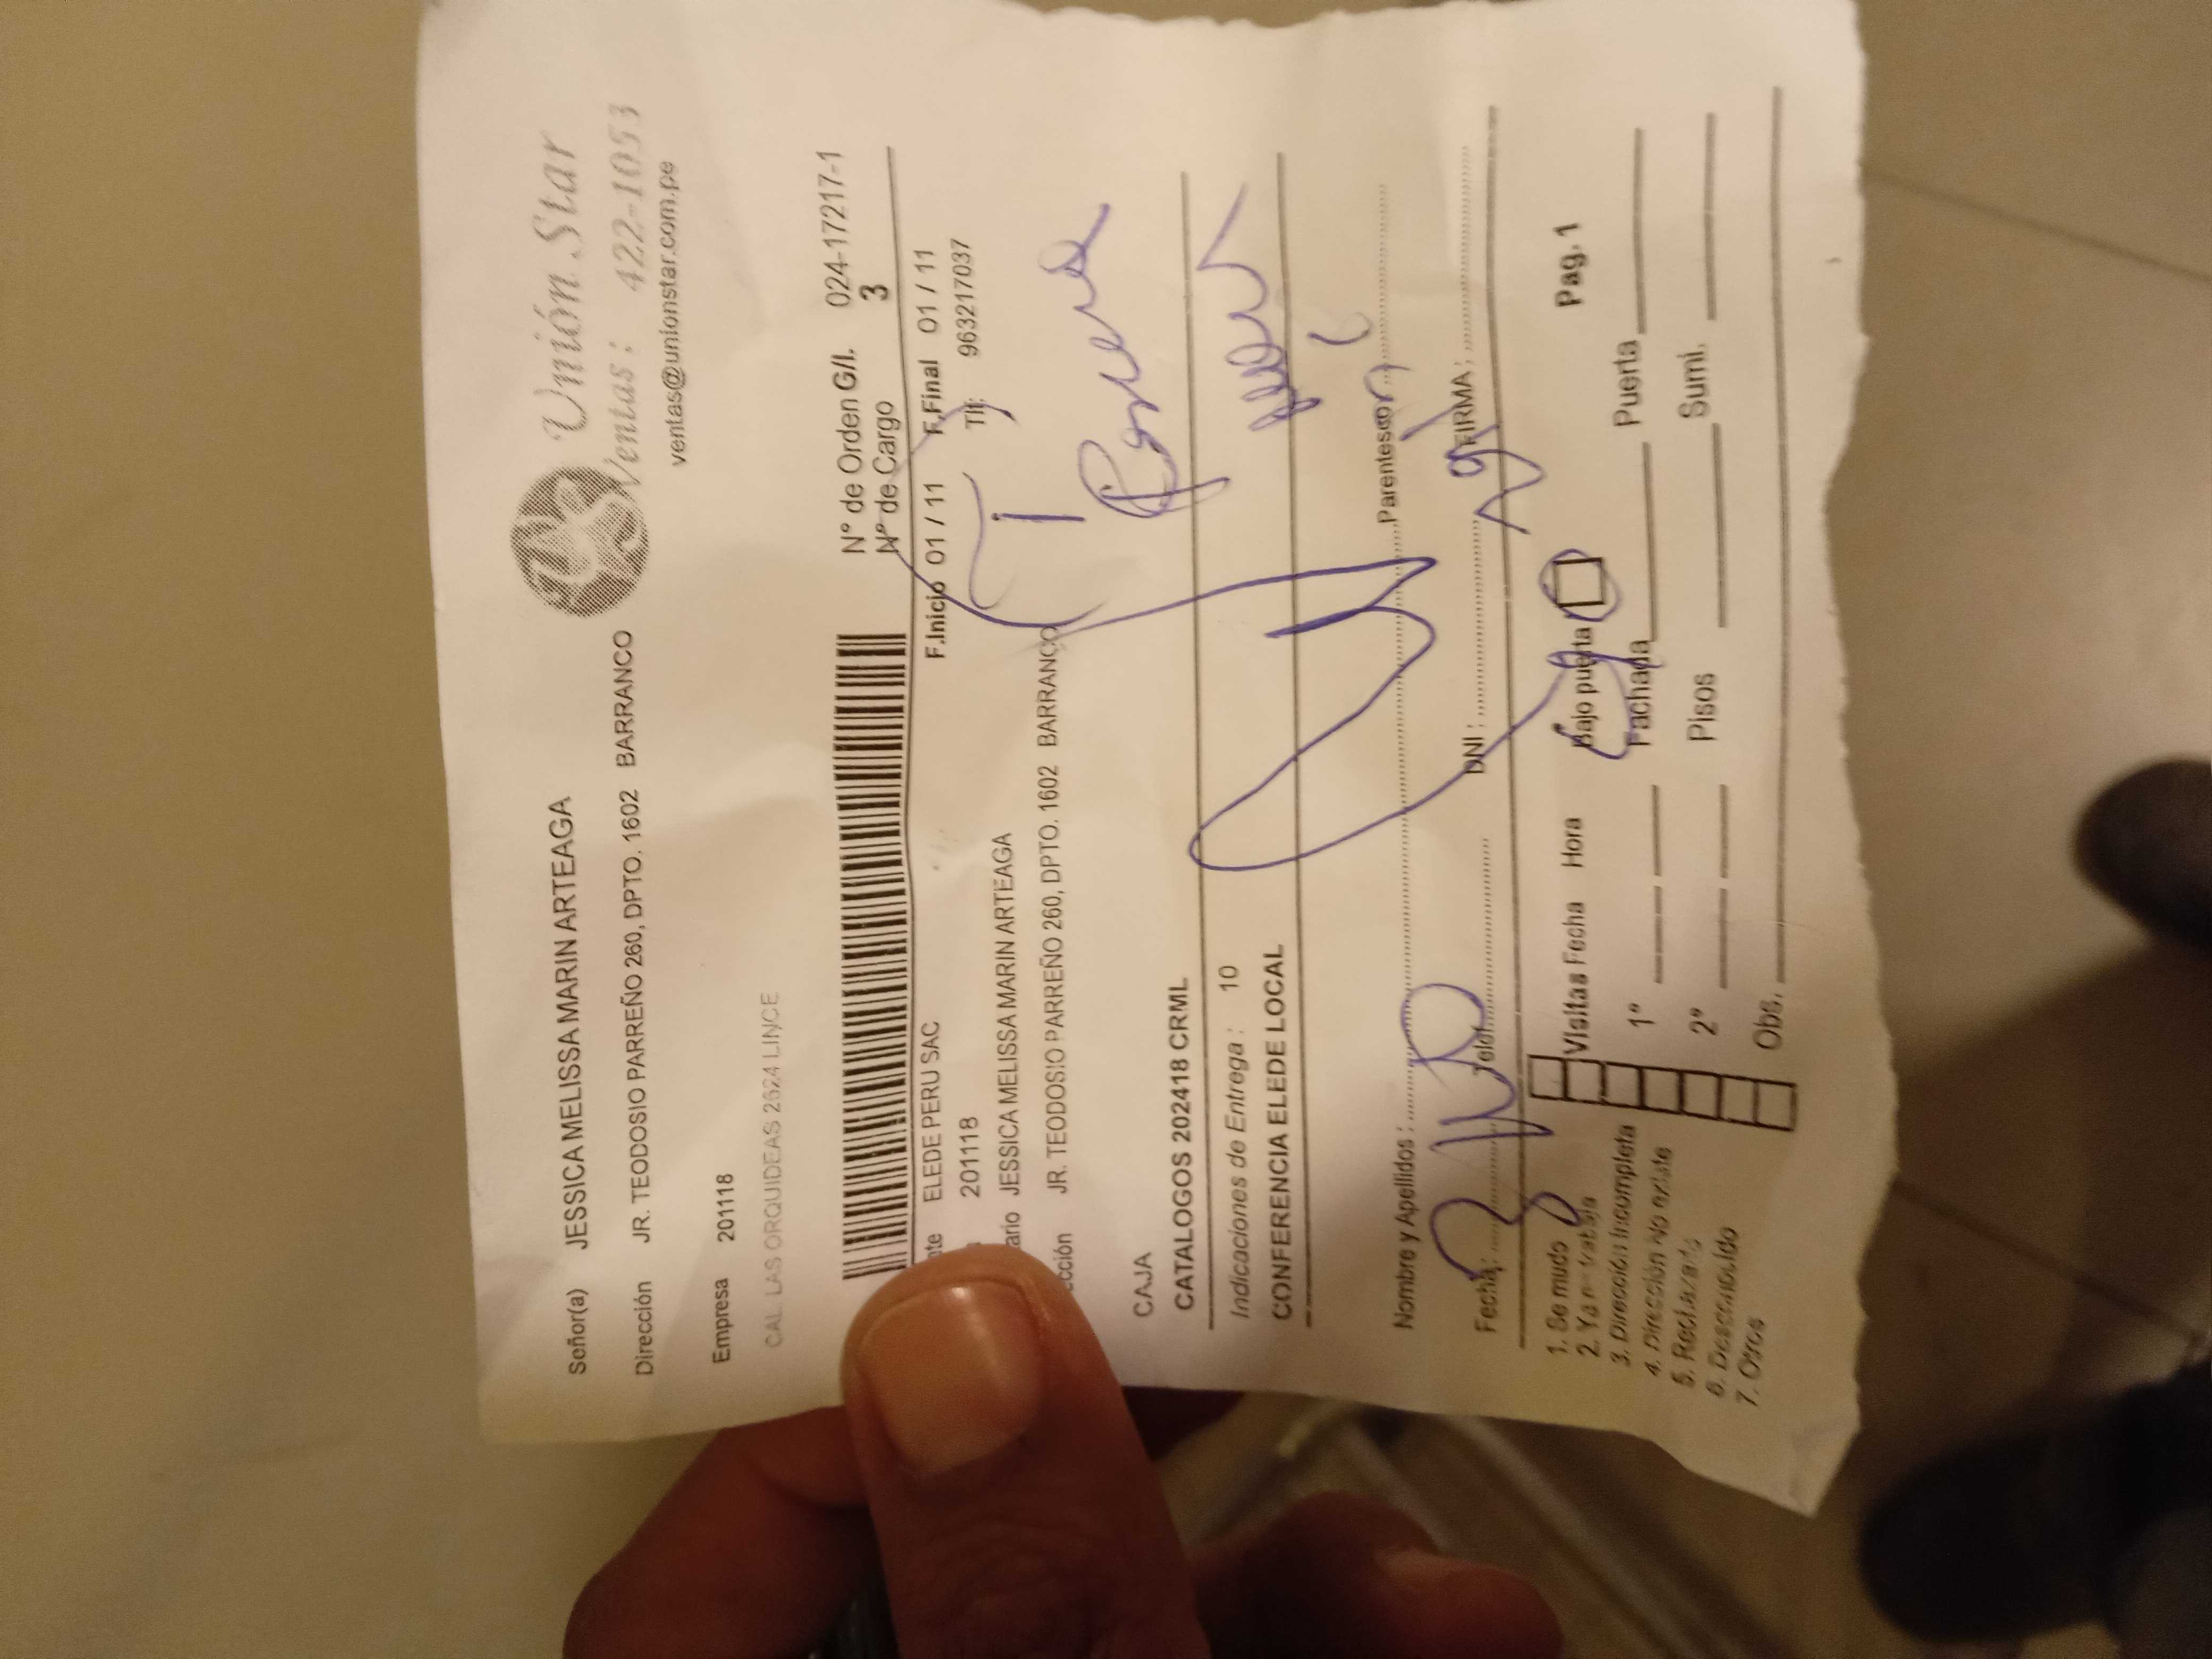 Unión Star
Ventas: 422-1053
ventas@unionstar.com.pe
Señor(a) JESSICA MELISSA MARIN ARTEAGA
Dirección JR. TEODOSIO PARREÑO 260, DPTO. 1602 BARRANCO
Empresa 201118
CAL. LAS ORQUIDEAS 2624 LINCE
N° de Orden G/I. 024-17217-1
N° de Cargo 3
ELEDE PERU SAC F.Inicio 01 / 11 F.Final 01 / 11
201118 Tlf: 963217037
JESSICA MELISSA MARIN ARTEAGA
JR. TEODOSIO PARREÑO 260, DPTO. 1602 BARRANCO
CAJA
CATALOGOS 202418 CRML
Indicaciones de Entrega : 10
CONFERENCIA ELEDE LOCAL
Nombre y Apellidos : Parentesco
Fecha: Telef. DNI : FIRMA :
1. Se mudo
2. Ya no trabaja
3. Dirección Incompleta
4. Dirección No existe
5. Rechazado
6. Desconocido
7. Otros
Visitas Fecha Hora Bajo puerta Pag. 1
1º Fachada Puerta
2º Pisos Sumi.
Obs.